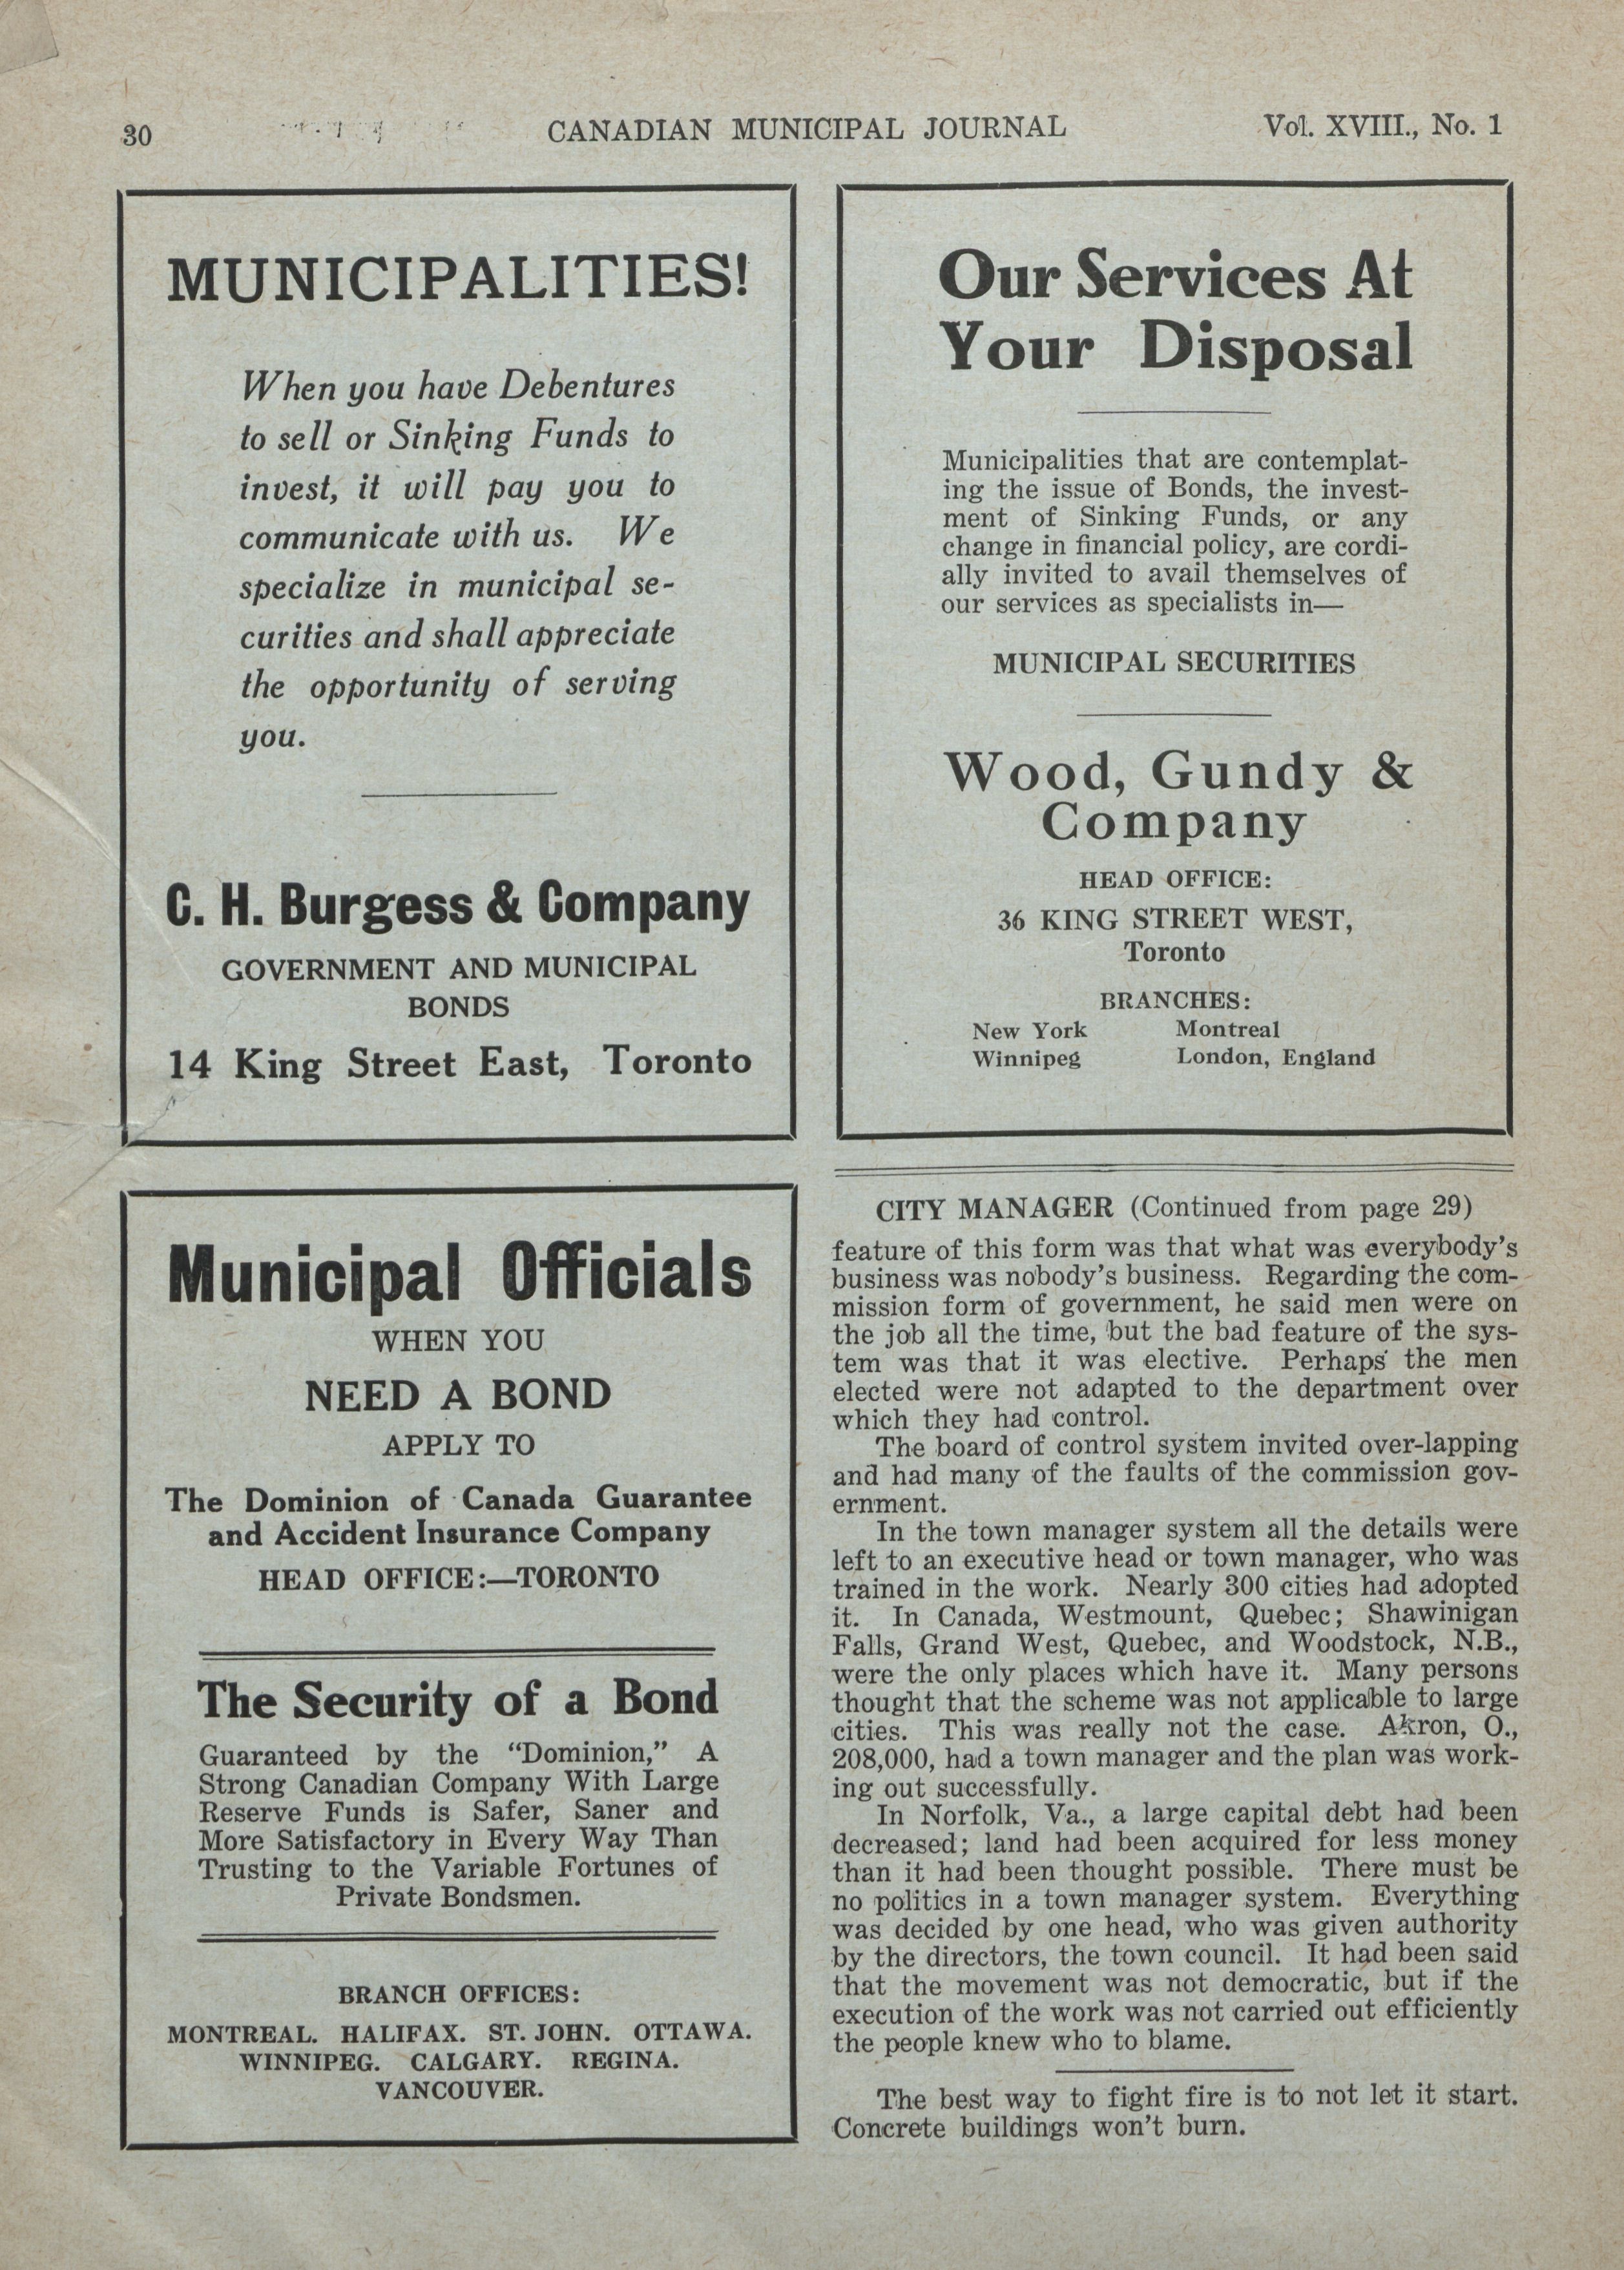 30
CANADIAN MUNICIPAL JOURNAL
Vol. XVIII., No. 1
MUNICIPALITIES!
When you have Debentures
to sell or Sinking Funds to
invest, it will pay you to
communicate with us. We
specialize in municipal se-
curities and shall appreciate
the opportunity of serving
you.
C. H. Burgess & Company
GOVERNMENT AND MUNICIPAL
BONDS
14 King Street East, Toronto
Our Services At
Your Disposal
Municipalities that are contemplat-
ing the issue of Bonds, the invest-
ment of Sinking Funds, or any
change in financial policy, are cordi-
ally invited to avail themselves of
our services as specialists in—
MUNICIPAL SECURITIES
Wood, Gundy &
Company
HEAD OFFICE:
36 KING STREET WEST,
Toronto
BRANCHES:
New York Montreal
Winnipeg London, England
Municipal Officials
WHEN YOU
NEED A BOND
APPLY TO
The Dominion of Canada Guarantee
and Accident Insurance Company
HEAD OFFICE:—TORONTO
The Security of a Bond
Guaranteed by the “Dominion,” A
Strong Canadian Company With Large
Reserve Funds is Safer, Saner and
More Satisfactory in Every Way Than
Trusting to the Variable Fortunes of
Private Bondsmen.
BRANCH OFFICES:
MONTREAL. HALIFAX. ST. JOHN. OTTAWA.
WINNIPEG. CALGARY. REGINA.
VANCOUVER.
CITY MANAGER (Continued from page 29)
feature of this form was that what was everybody's
business was nobody's business. Regarding the com-
mission form of government, he said men were on
the job all the time, but the bad feature of the sys-
tem was that it was elective. Perhaps the men
elected were not adapted to the department over
which they had control.
The board of control system invited over-lapping
and had many of the faults of the commission gov-
ernment.
In the town manager system all the details were
left to an executive head or town manager, who was
trained in the work. Nearly 300 cities had adopted
it. In Canada, Westmount, Quebec; Shawinigan
Falls, Grand West, Quebec, and Woodstock, N.B.,
were the only places which have it. Many persons
thought that the scheme was not applicable to large
cities. This was really not the case. Akron, O.,
208,000, had a town manager and the plan was work-
ing out successfully.
In Norfolk, Va., a large capital debt had been
decreased; land had been acquired for less money
than it had been thought possible. There must be
no politics in a town manager system. Everything
was decided by one head, who was given authority
by the directors, the town council. It had been said
that the movement was not democratic, but if the
execution of the work was not carried out efficiently
the people knew who to blame.
The best way to fight fire is to not let it start.
Concrete buildings won't burn.